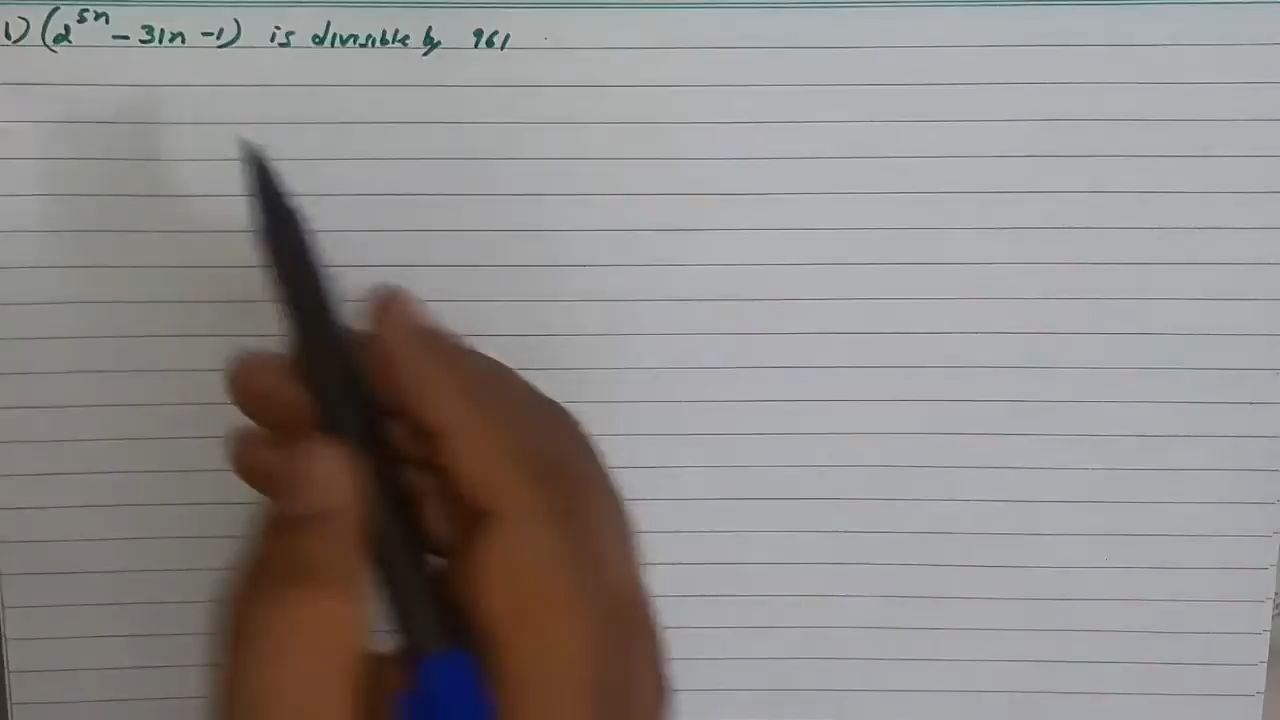 1) (2^5n - 31n - 1) is divisible by 961